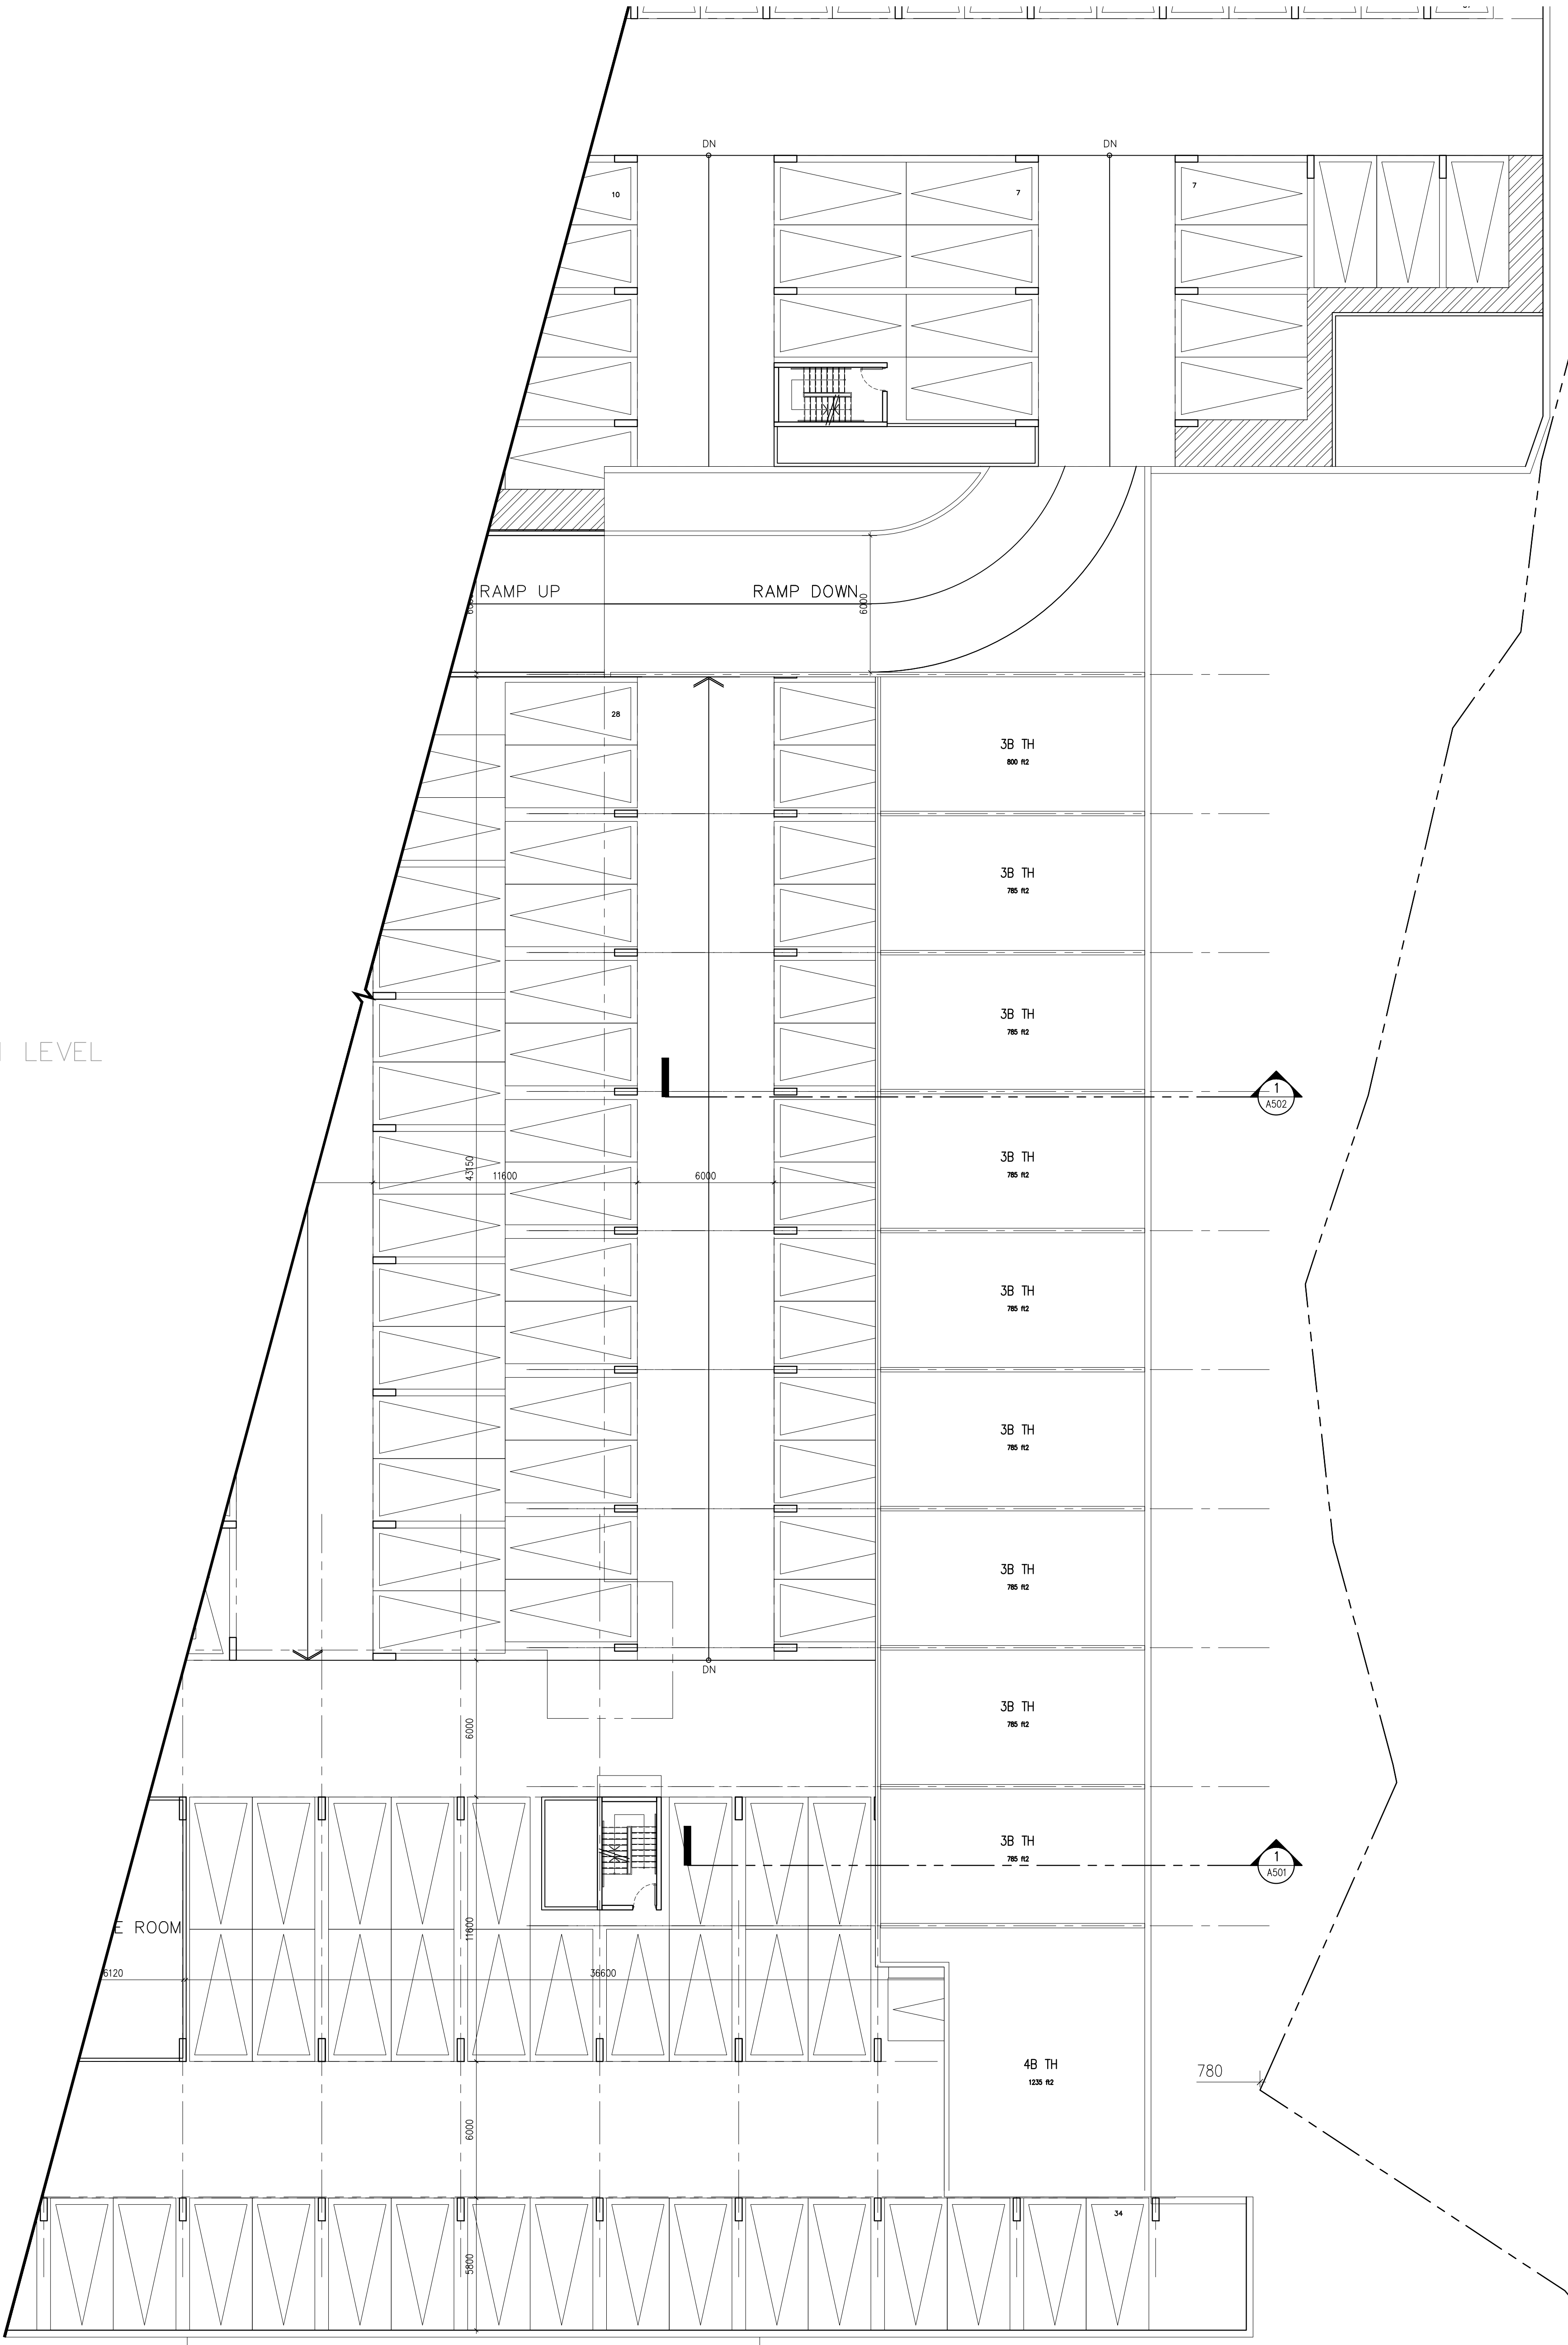 DN
DN
10
7
7
RAMP UP
RAMP DOWN
6000
28
3B TH
800 ft2
3B TH
785 ft2
3B TH
785 ft2
LEVEL
1
A502
3B TH
785 ft2
43150
11600
6000
3B TH
785 ft2
3B TH
785 ft2
3B TH
785 ft2
DN
3B TH
785 ft2
6000
3B TH
785 ft2
1
A501
E ROOM
11600
6120
36600
4B TH
1235 ft2
780
6000
34
5800